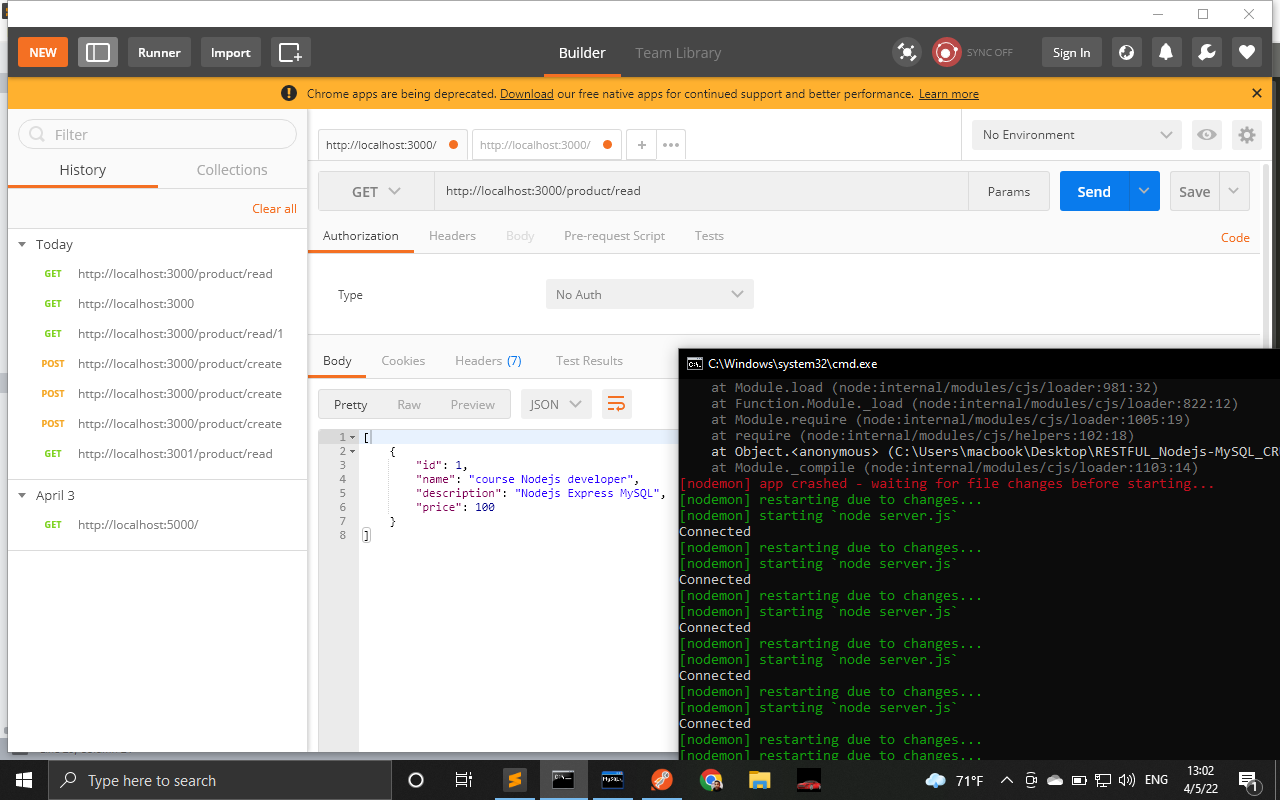 NEW Runner Import Builder Team Library SYNC OFF Sign In
Chrome apps are being deprecated. Download our free native apps for continued support and better performance. Learn more
Filter
History Collections
Clear all
Today
GET http://localhost:3000/product/read
GET http://localhost:3000
GET http://localhost:3000/product/read/1
POST http://localhost:3000/product/create
POST http://localhost:3000/product/create
POST http://localhost:3000/product/create
GET http://localhost:3001/product/read
April 3
GET http://localhost:5000/
http://localhost:3000/ http://localhost:3000/ + •••
No Environment
GET http://localhost:3000/product/read Params Send Save
Authorization Headers Body Pre-request Script Tests Code
Type No Auth
Body Cookies Headers (7) Test Results
Pretty Raw Preview JSON
1 [
2 {
3 "id": 1,
4 "name": "course Nodejs developer",
5 "description": "Nodejs Express MySQL",
6 "price": 100
7 }
8 ]
C:\Windows\system32\cmd.exe
at Module.load (node:internal/modules/cjs/loader:981:32)
at Function.Module._load (node:internal/modules/cjs/loader:822:12)
at Module.require (node:internal/modules/cjs/loader:1005:19)
at require (node:internal/modules/cjs/helpers:102:18)
at Object.<anonymous> (C:\Users\macbook\Desktop\RESTFUL_Nodejs-MySQL_CR
at Module._compile (node:internal/modules/cjs/loader:1103:14)
[nodemon] app crashed - waiting for file changes before starting...
[nodemon] restarting due to changes...
[nodemon] starting `node server.js`
Connected
[nodemon] restarting due to changes...
[nodemon] starting `node server.js`
Connected
[nodemon] restarting due to changes...
[nodemon] starting `node server.js`
Connected
[nodemon] restarting due to changes...
[nodemon] starting `node server.js`
Connected
[nodemon] restarting due to changes...
[nodemon] starting `node server.js`
Connected
[nodemon] restarting due to changes...
[nodemon] restarting due to changes...
Type here to search
71°F
ENG
13:02
4/5/22
1